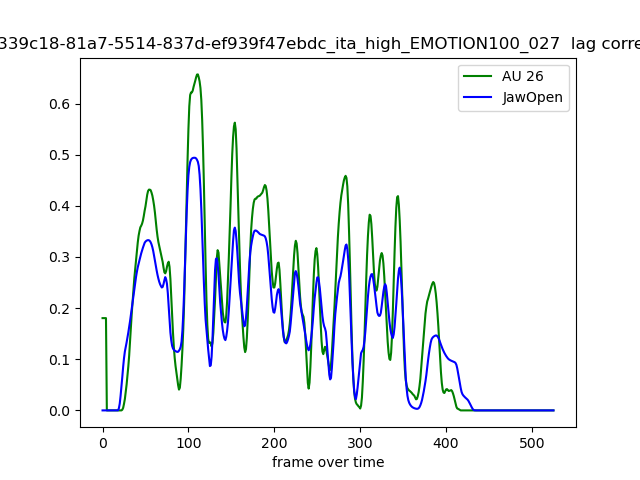 339c18-81a7-5514-837d-ef939f47ebdc_ita_high_EMOTION100_027 lag corre
AU 26
JawOpen
0.6
0.5
0.4
0.3
0.2
0.1
0.0
0 100 200 300 400 500
frame over time